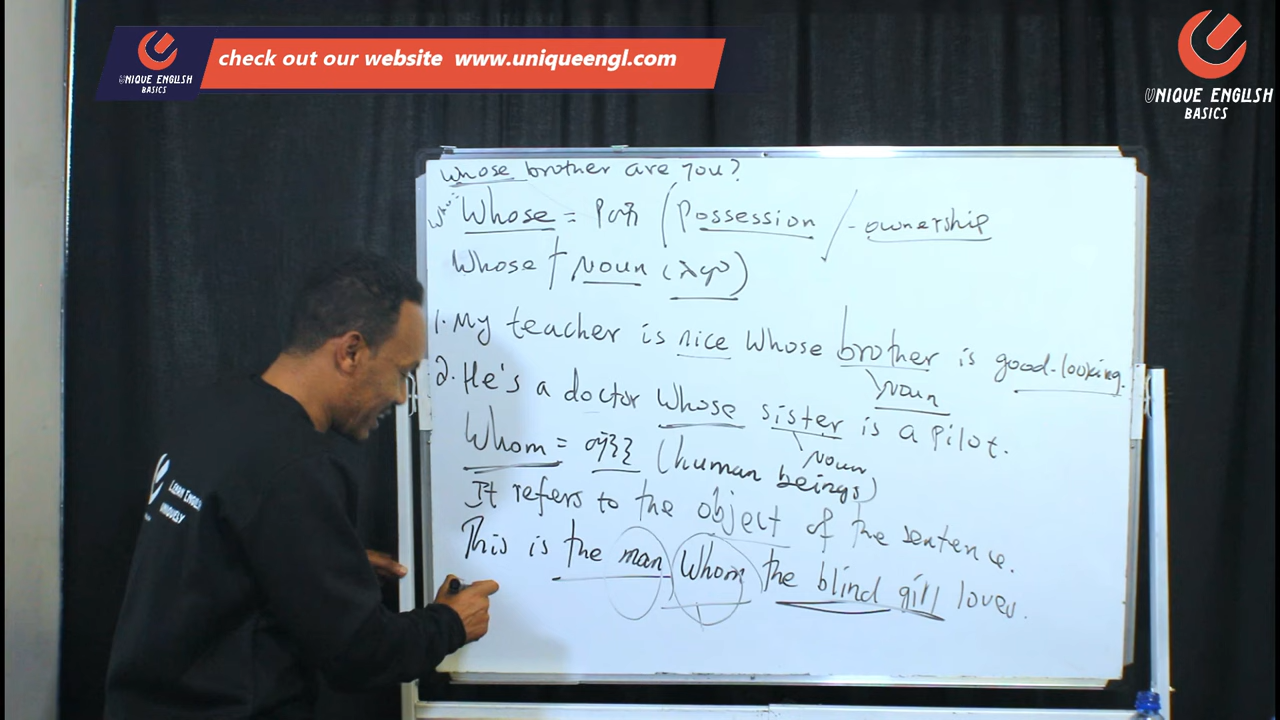 check out our website www.uniqueengl.com
UNIQUE ENGLISH
BASICS
UNIQUE ENGLISH
BASICS
Whose brother are you?
Whose = የማን (Possession / - ownership
Whose + Noun (ስም)
1. My teacher is nice whose brother is good-looking.
Noun
2. He's a doctor whose sister is a pilot.
Noun
Whom = (human beings)
It refers to the object of the sentence.
This is the man whom the blind girl loves.
LEARN ENGLISH
UNIQUELY